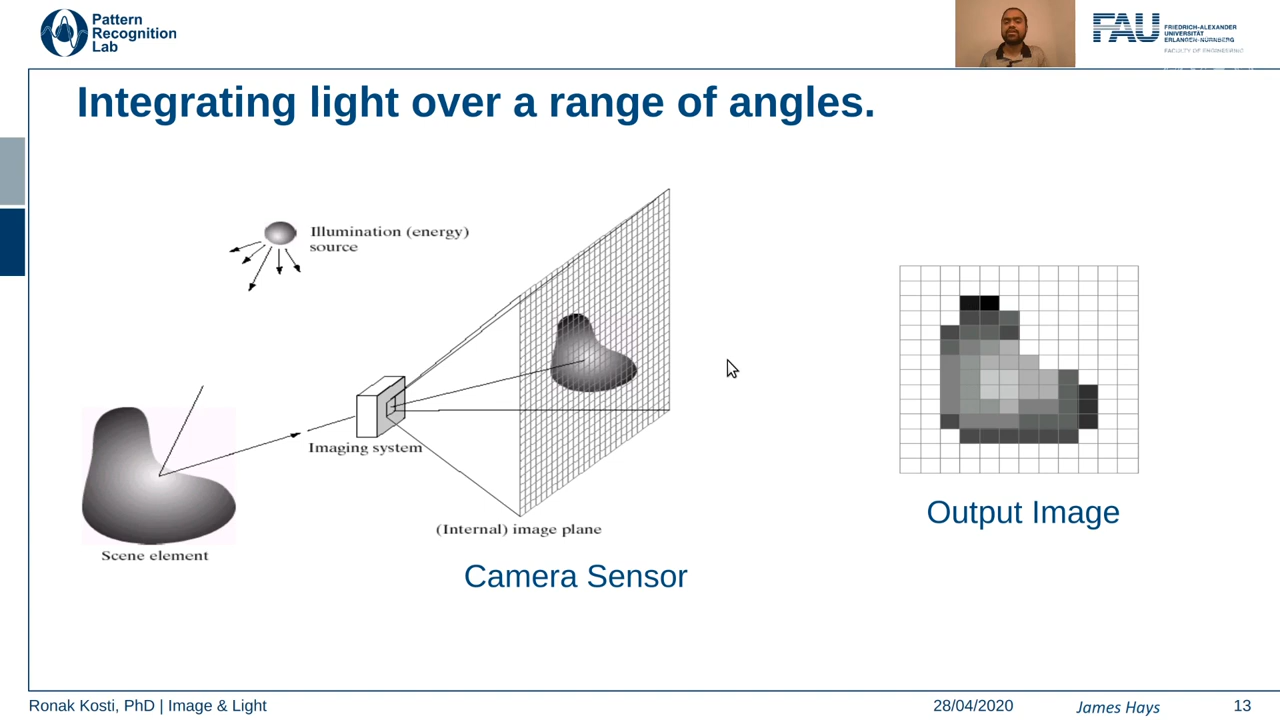 Pattern
Recognition
Lab
FAU
FRIEDRICH-ALEXANDER
UNIVERSITÄT
ERLANGEN-NÜRNBERG
FACULTY OF ENGINEERING
Integrating light over a range of angles.
Illumination (energy)
source
Imaging system
(Internal) image plane
Scene element
Camera Sensor
Output Image
Ronak Kosti, PhD | Image & Light
28/04/2020
James Hays
13